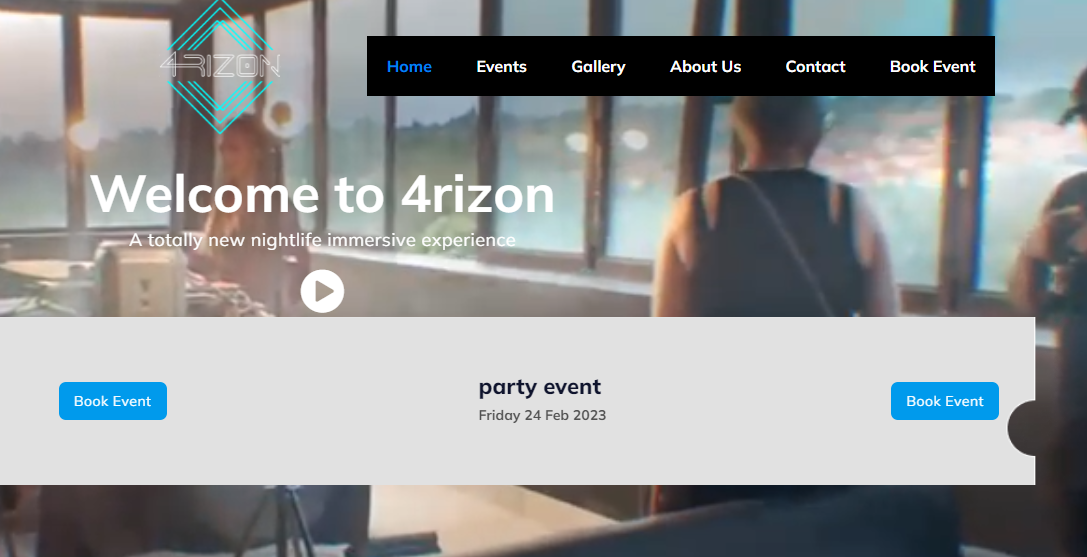 4RIZON
Home Events Gallery About Us Contact Book Event
Welcome to 4rizon
A totally new nightlife immersive experience
Book Event
party event
Friday 24 Feb 2023
Book Event